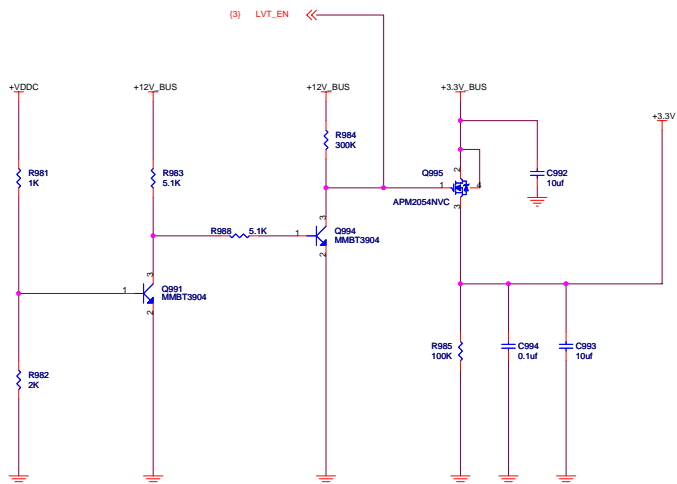 {3} LVT_EN
+VDDC
+12V_BUS
+12V_BUS
+3.3V_BUS
+3.3V
R984
300K
R981
1K
R983
5.1K
Q995
2
1
4
3
APM2054NVC
C992
10uf
R988 5.1K
1
3
Q994
MMBT3904
2
3
1
Q991
MMBT3904
2
R982
2K
R985
100K
C994
0.1uf
C993
10uf